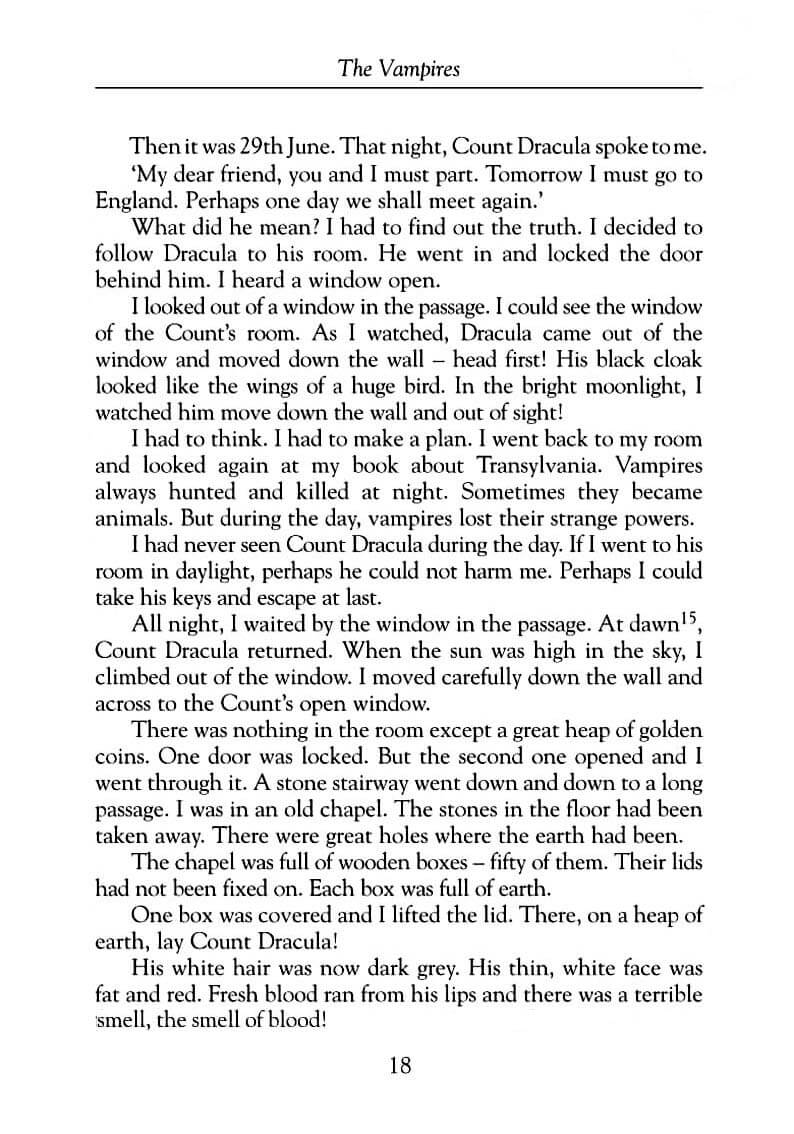 The Vampires
Then it was 29th June. That night, Count Dracula spoke to me.
‘My dear friend, you and I must part. Tomorrow I must go to
England. Perhaps one day we shall meet again.’
What did he mean? I had to find out the truth. I decided to
follow Dracula to his room. He went in and locked the door
behind him. I heard a window open.
I looked out of a window in the passage. I could see the window
of the Count’s room. As I watched, Dracula came out of the
window and moved down the wall – head first! His black cloak
looked like the wings of a huge bird. In the bright moonlight, I
watched him move down the wall and out of sight!
I had to think. I had to make a plan. I went back to my room
and looked again at my book about Transylvania. Vampires
always hunted and killed at night. Sometimes they became
animals. But during the day, vampires lost their strange powers.
I had never seen Count Dracula during the day. If I went to his
room in daylight, perhaps he could not harm me. Perhaps I could
take his keys and escape at last.
All night, I waited by the window in the passage. At dawn15,
Count Dracula returned. When the sun was high in the sky, I
climbed out of the window. I moved carefully down the wall and
across to the Count’s open window.
There was nothing in the room except a great heap of golden
coins. One door was locked. But the second one opened and I
went through it. A stone stairway went down and down to a long
passage. I was in an old chapel. The stones in the floor had been
taken away. There were great holes where the earth had been.
The chapel was full of wooden boxes – fifty of them. Their lids
had not been fixed on. Each box was full of earth.
One box was covered and I lifted the lid. There, on a heap of
earth, lay Count Dracula!
His white hair was now dark grey. His thin, white face was
fat and red. Fresh blood ran from his lips and there was a terrible
smell, the smell of blood!
18